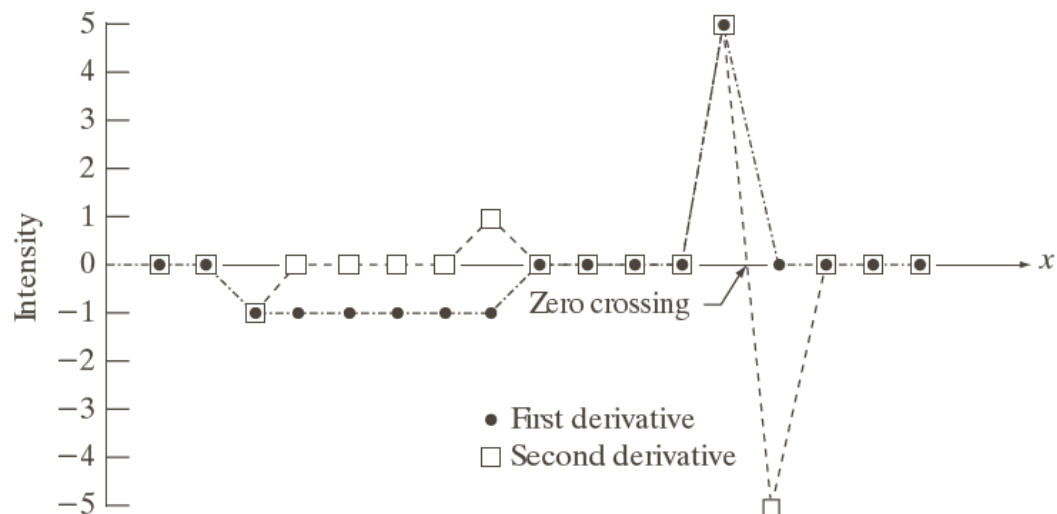 5
4
3
2
1
0
−1
−2
−3
−4
−5
Intensity
x
Zero crossing
First derivative
Second derivative